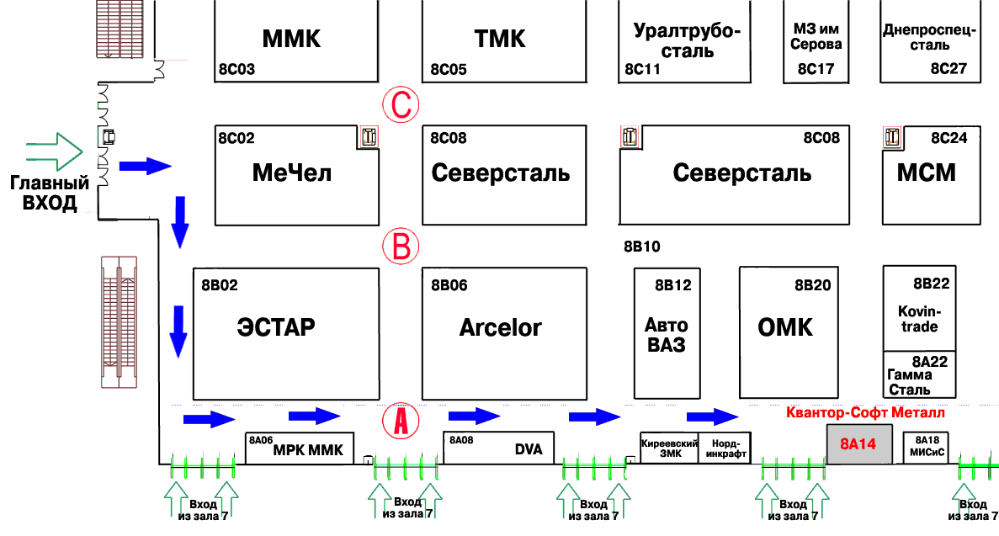 ММК
8С03
ТМК
8С05
Уралтрубо-
сталь
8С11
МЗ им
Серова
8С17
Днепроспец-
сталь
8С27
С
8С02
МеЧел
8С08
Северсталь
8С08
Северсталь
8С24
МСМ
Главный
ВХОД
В
8В10
8В02
ЭСТАР
8В06
Arcelor
8В12
Авто
ВАЗ
8В20
ОМК
8В22
Kovin-
trade
8А22
Гамма
Сталь
А
Квантор-Софт Металл
8А06
МРК ММК
8А08
DVA
Киреевский
ЗМК
Норд-
инкрафт
8А14
8А18
МИСиС
Вход
из зала 7
Вход
из зала 7
Вход
из зала 7
Вход
из зала 7
Вход
из зала 7